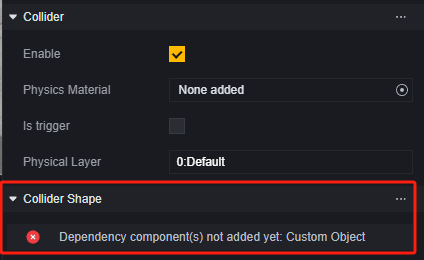 Collider
Enable
Physics Material None added
Is trigger
Physical Layer 0:Default
Collider Shape
Dependency component(s) not added yet: Custom Object